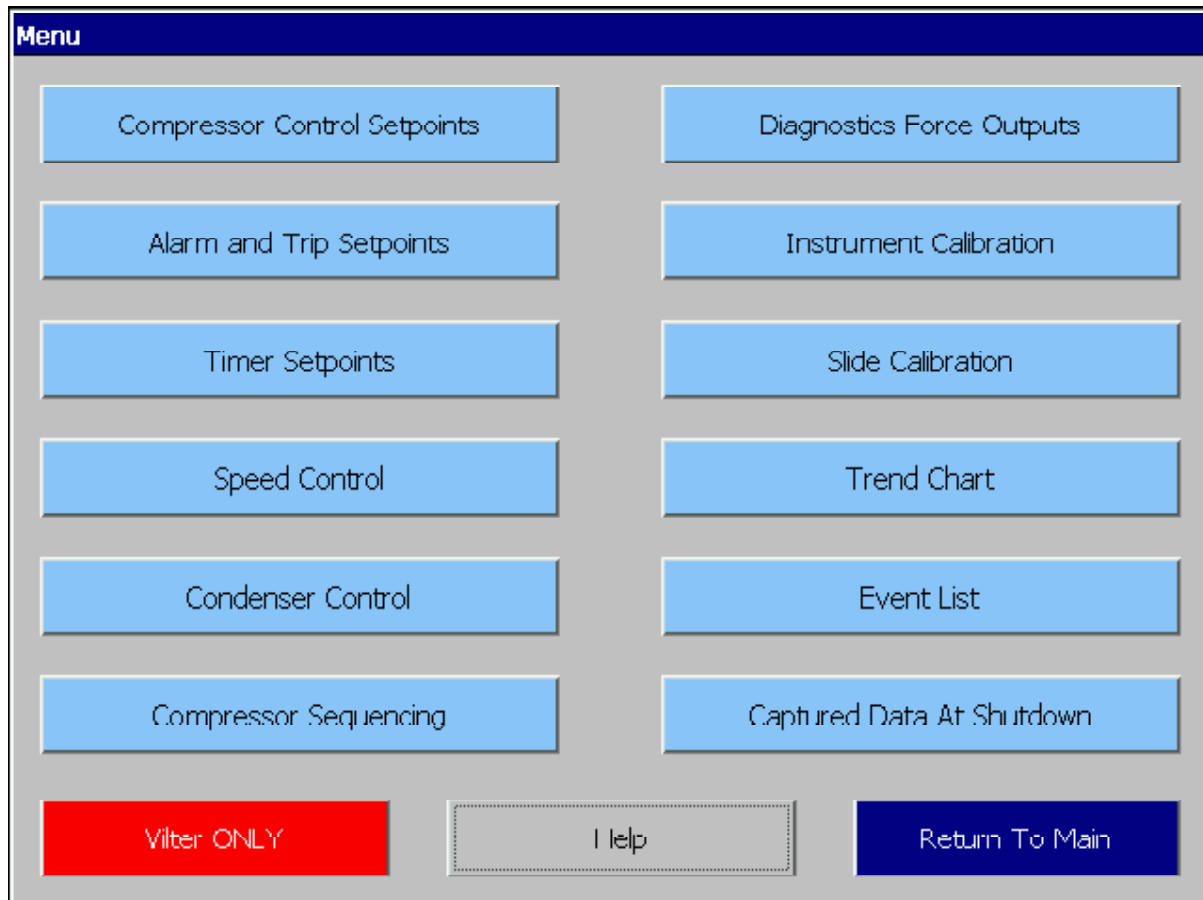 Menu
Compressor Control Setpoints
Diagnostics Force Outputs
Alarm and Trip Setpoints
Instrument Calibration
Timer Setpoints
Slide Calibration
Speed Control
Trend Chart
Condenser Control
Event List
Compressor Sequencing
Captured Data At Shutdown
Vilter ONLY
Help
Return To Main